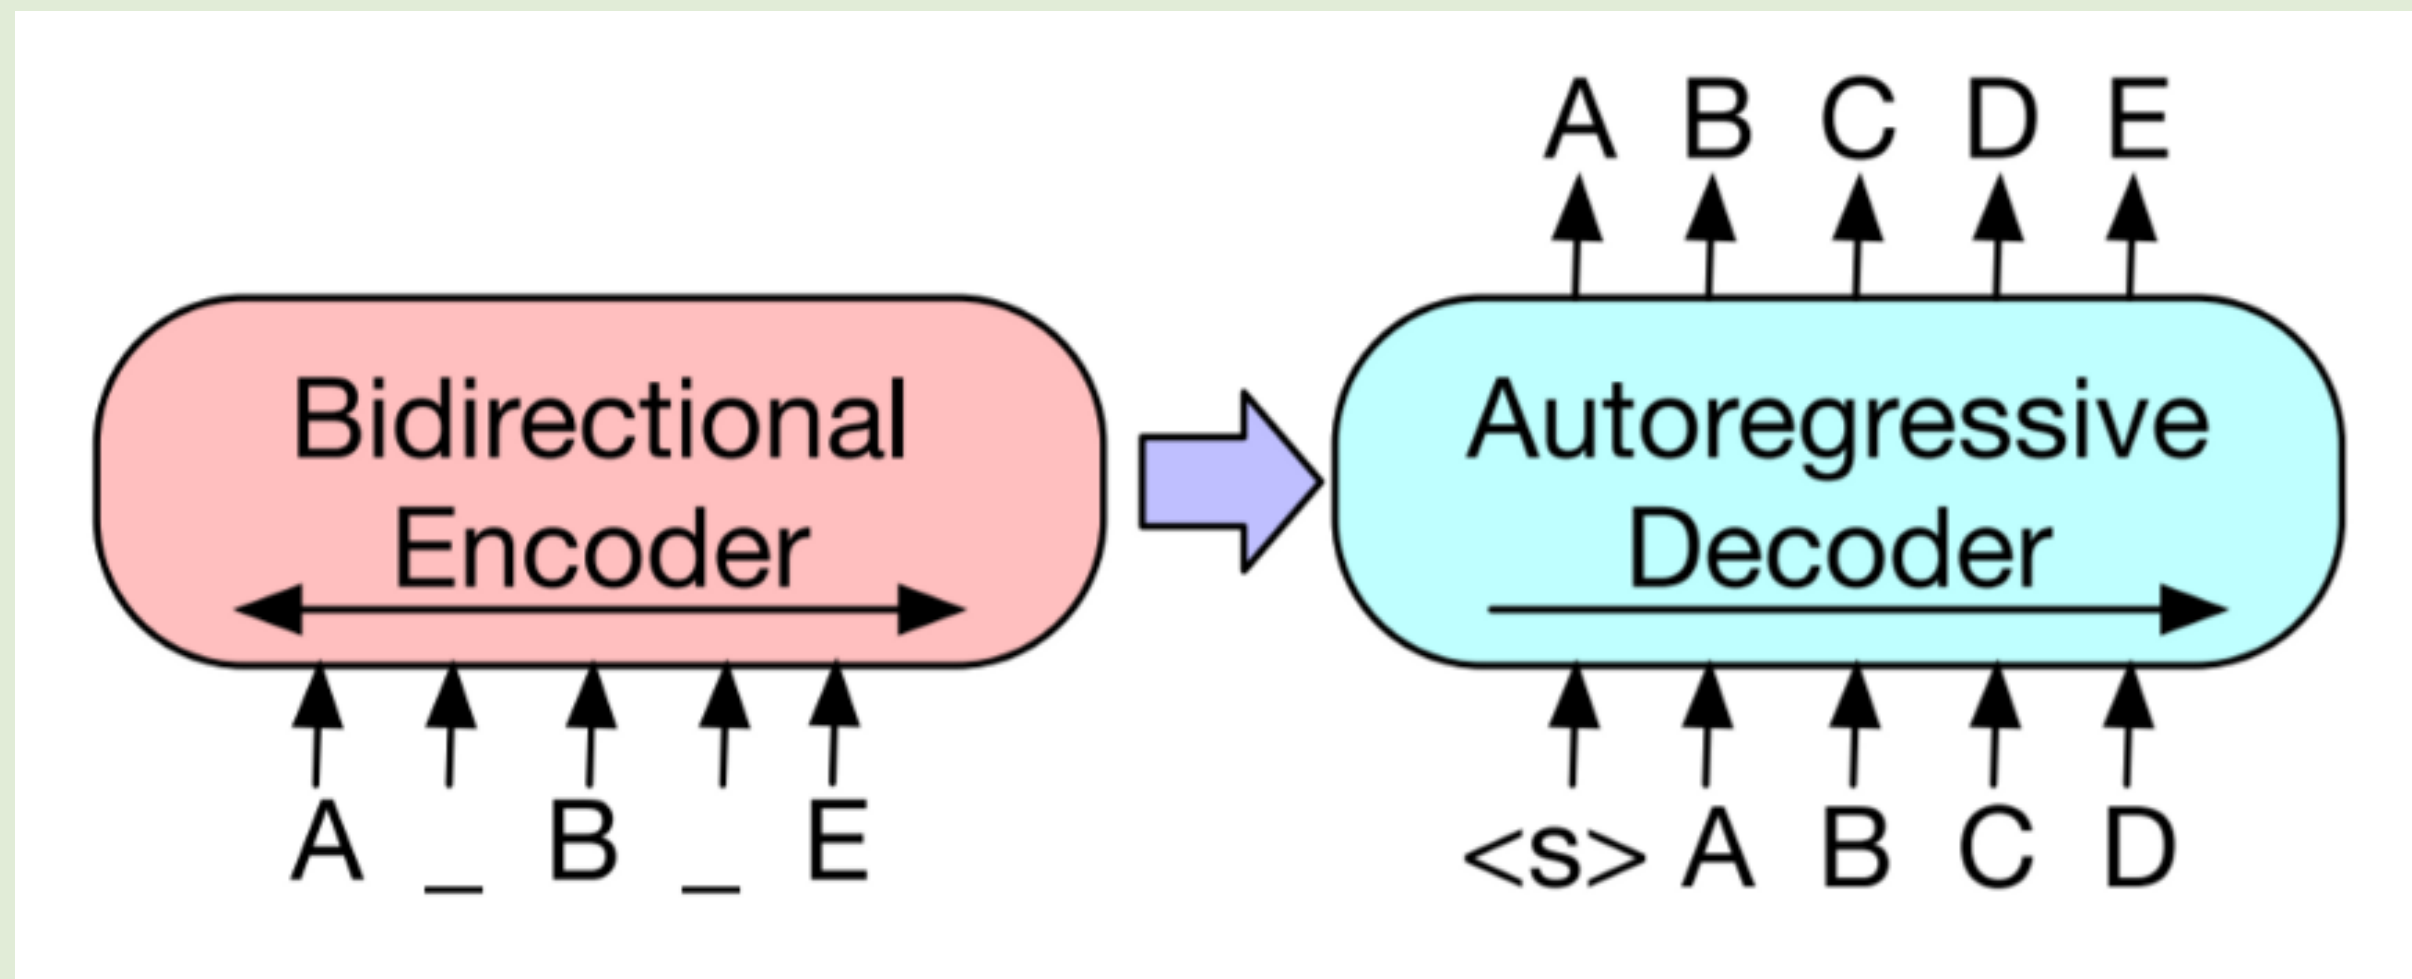 A B C D E
Bidirectional
Encoder
Autoregressive
Decoder
A _ B _ E
<s> A B C D